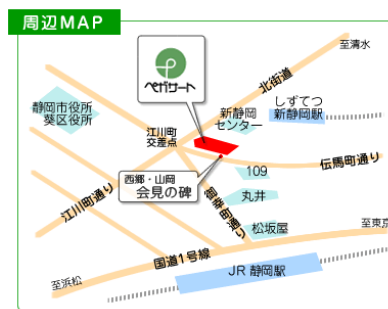 周辺MAP
至清水
ペガサート
北街道
静岡市役所
葵区役所
江川町
交差点
新静岡
センター
しずてつ
新静岡駅
伝馬町通り
109
西郷・山岡
会見の碑
丸井
江川町通り
御幸町通り
松坂屋
至東京
国道1号線
JR 静岡駅
至浜松